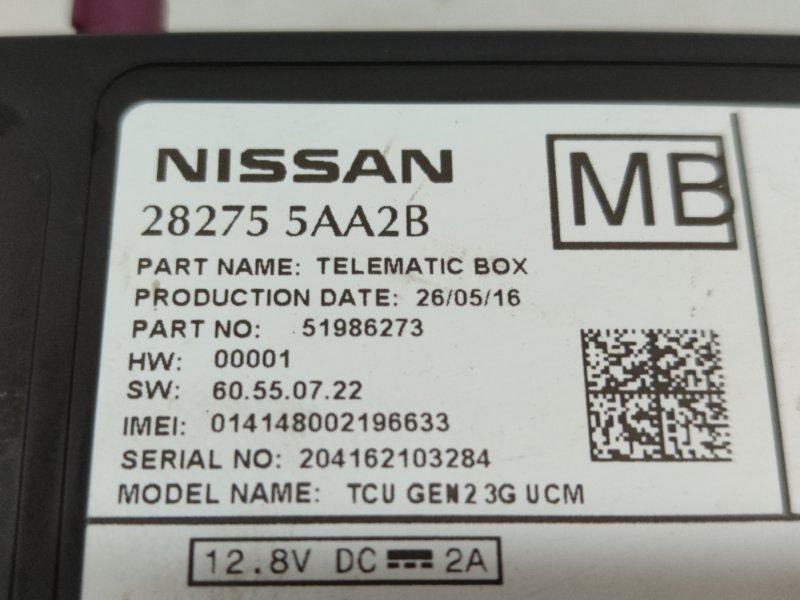 NISSAN
MB
28275 5AA2B
PART NAME: TELEMATIC BOX
PRODUCTION DATE: 26/05/16
PART NO: 51986273
HW: 00001
SW: 60.55.07.22
IMEI: 014148002196633
SERIAL NO: 204162103284
MODEL NAME: TCU GEN2 3G UCM
12.8V DC 2A